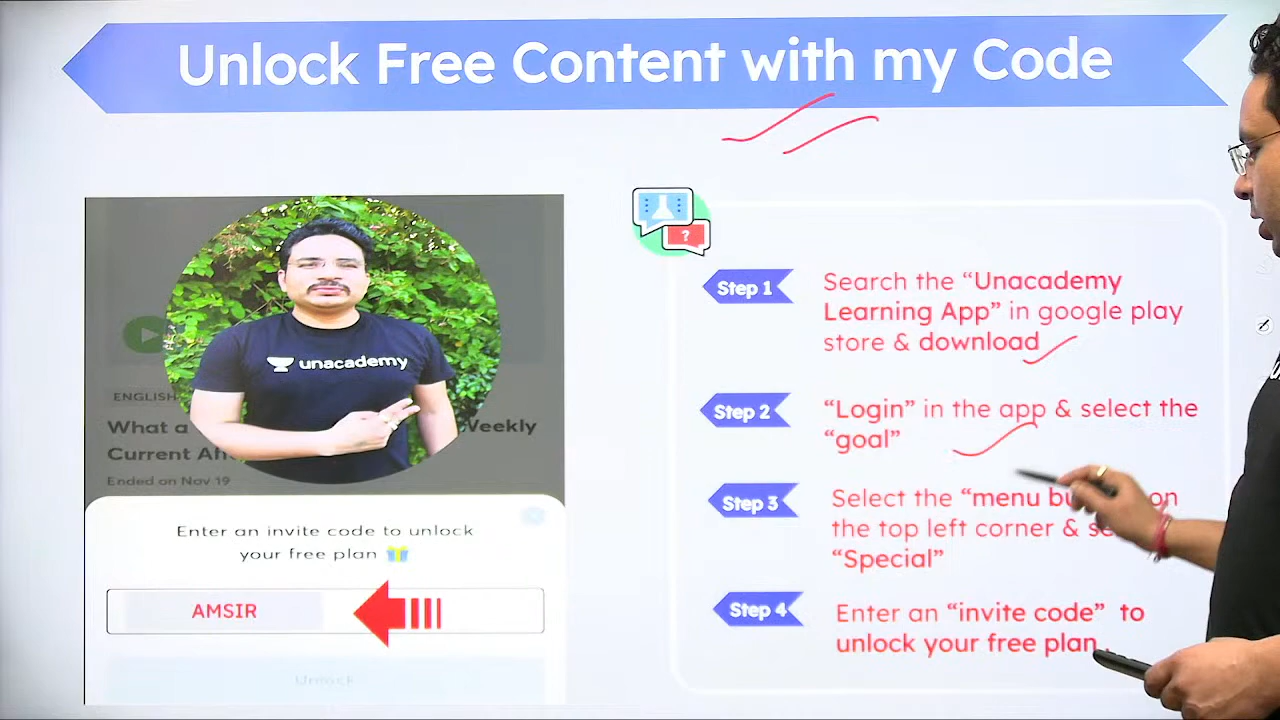 Unlock Free Content with my Code
unacademy
ENGLISH
What a Weekly
Current
Ended on Nov 19
Enter an invite code to unlock
your free plan
AMSIR
Unlock
?
Step 1
Search the “Unacademy
Learning App” in google play
store & download
Step 2
“Login” in the app & select the
“goal”
Step 3
Select the “menu on
the top left corner &
“Special”
Step 4
Enter an “invite code” to
unlock your free plan